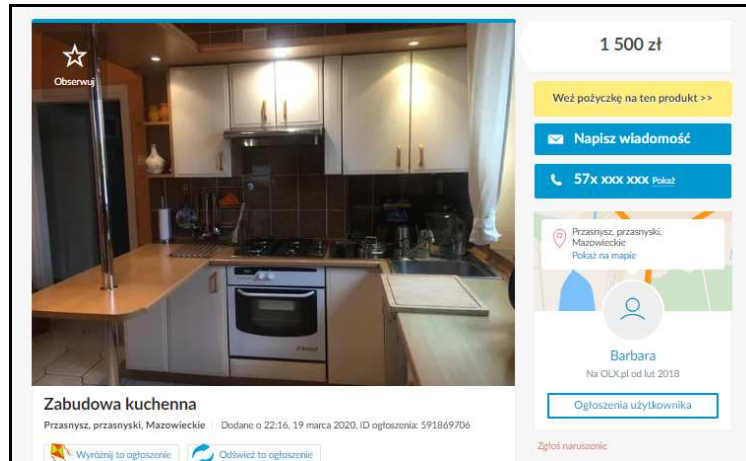 Obserwuj
1 500 zł
Weź pożyczkę na ten produkt >>
Napisz wiadomość
57x xxx xxx Pokaż
Przasnysz, przasnyski,
Mazowieckie
Pokaż na mapie
Barbara
Na OLX.pl od lut 2018
Ogłoszenia użytkownika
Zgłoś naruszenie
Zabudowa kuchenna
Przasnysz, przasnyski, Mazowieckie Dodane o 22:16, 19 marca 2020, ID ogłoszenia: 591869706
Wyróżnij to ogłoszenie Odśwież to ogłoszenie